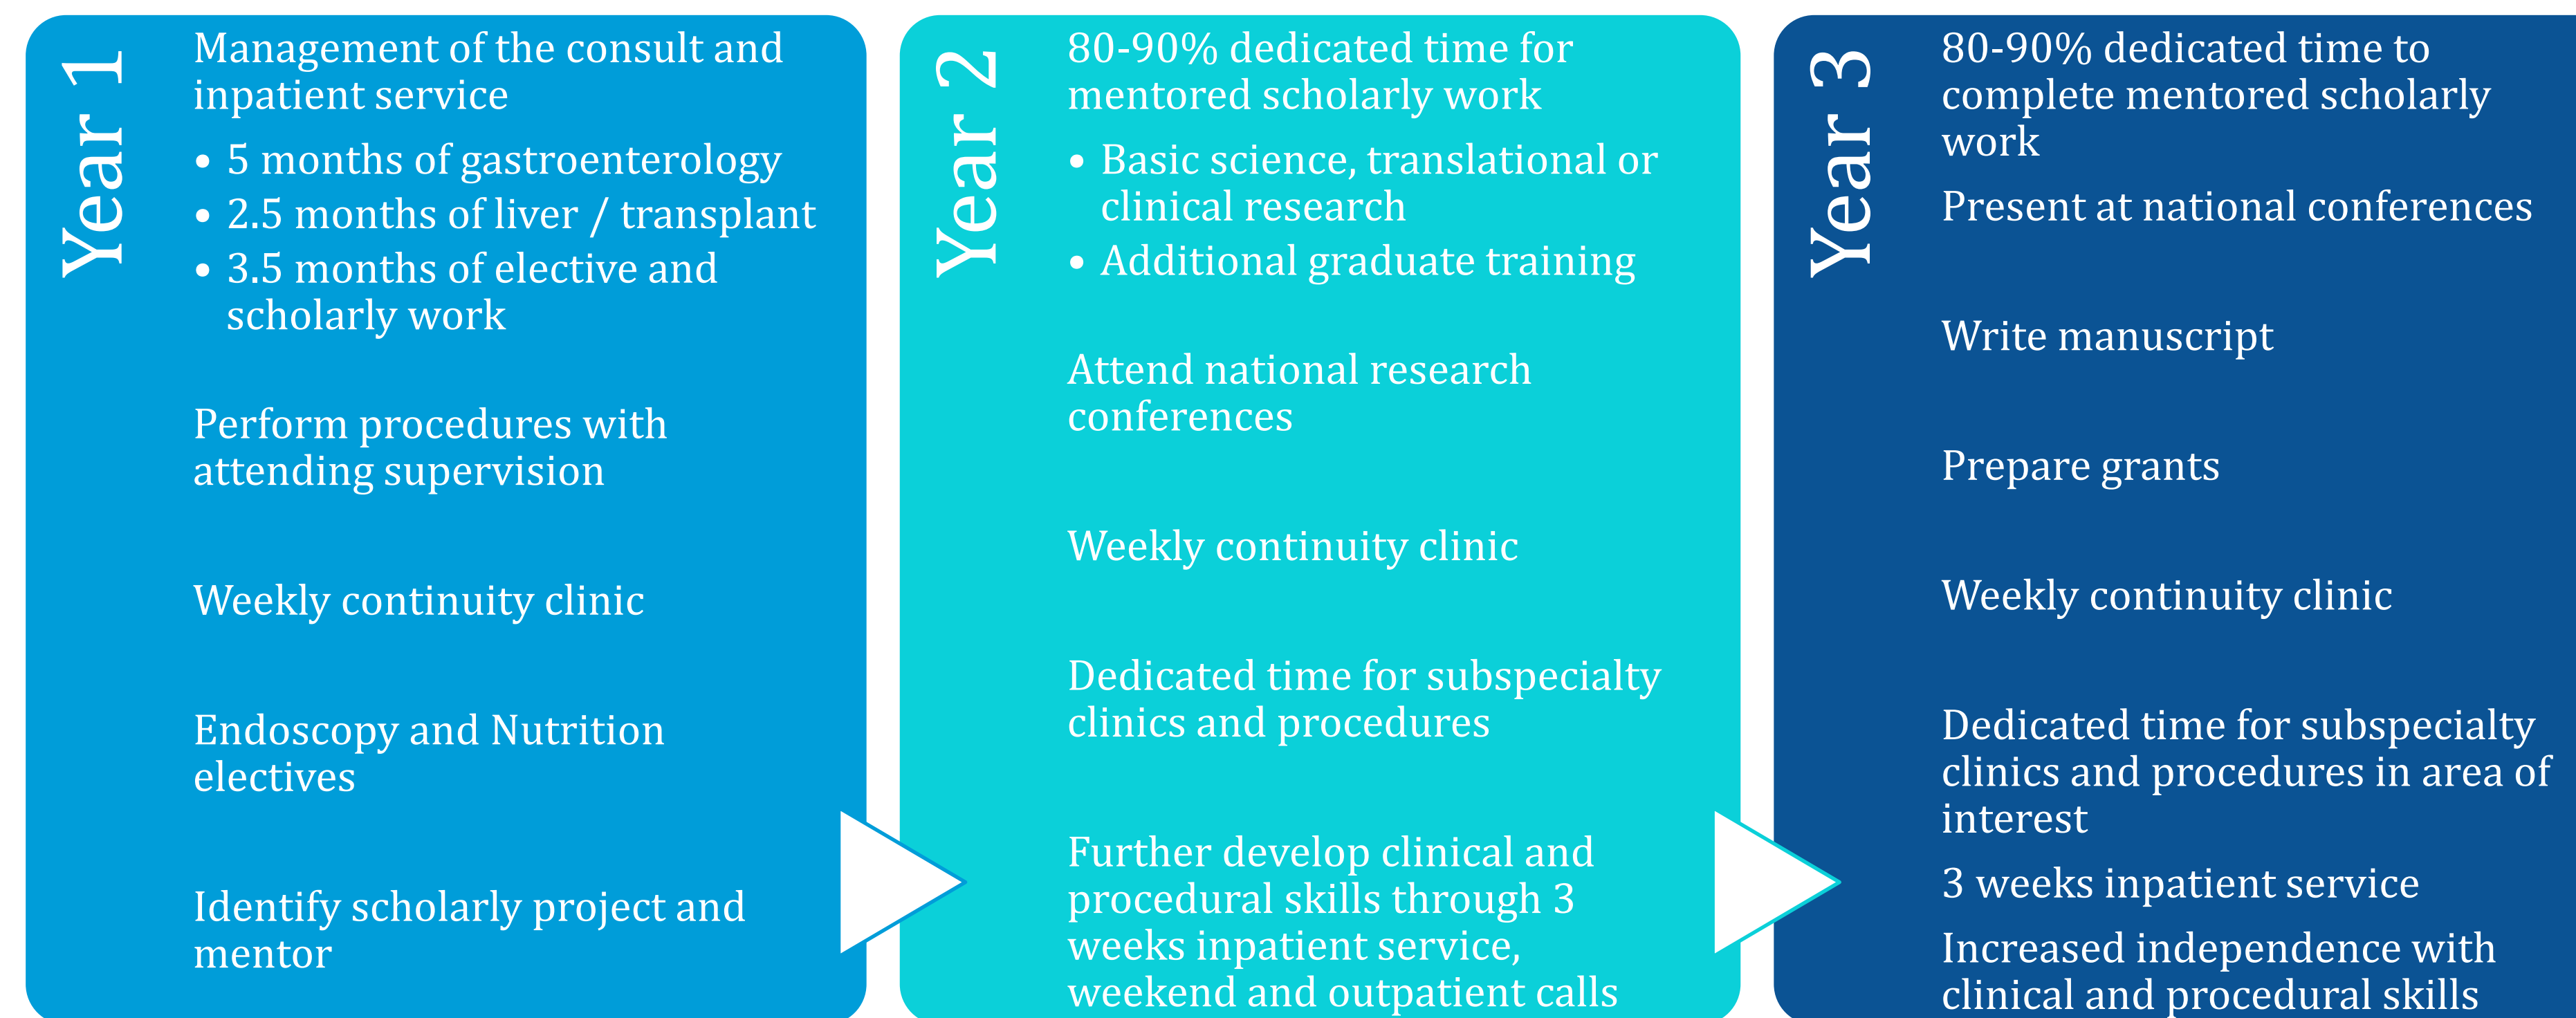 Year 1
Management of the consult and
inpatient service
• 5 months of gastroenterology
• 2.5 months of liver / transplant
• 3.5 months of elective and
scholarly work
Perform procedures with
attending supervision
Weekly continuity clinic
Endoscopy and Nutrition
electives
Identify scholarly project and
mentor
Year 2
80-90% dedicated time for
mentored scholarly work
• Basic science, translational or
clinical research
• Additional graduate training
Attend national research
conferences
Weekly continuity clinic
Dedicated time for subspecialty
clinics and procedures
Further develop clinical and
procedural skills through 3
weeks inpatient service,
weekend and outpatient calls
Year 3
80-90% dedicated time to
complete mentored scholarly
work
Present at national conferences
Write manuscript
Prepare grants
Weekly continuity clinic
Dedicated time for subspecialty
clinics and procedures in area of
interest
3 weeks inpatient service
Increased independence with
clinical and procedural skills